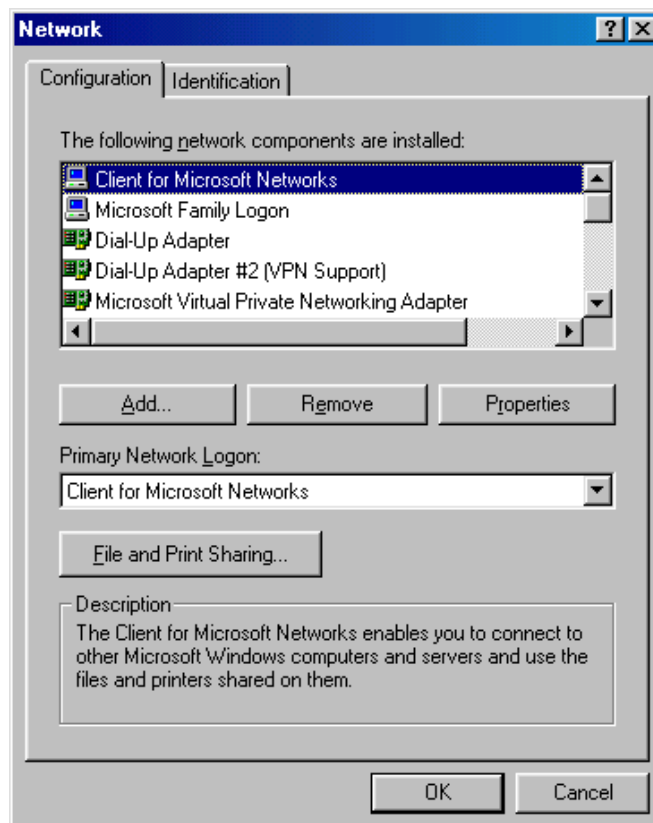 Network
Configuration Identification
The following network components are installed:
Client for Microsoft Networks
Microsoft Family Logon
Dial-Up Adapter
Dial-Up Adapter #2 (VPN Support)
Microsoft Virtual Private Networking Adapter
Add... Remove Properties
Primary Network Logon:
Client for Microsoft Networks
File and Print Sharing...
Description
The Client for Microsoft Networks enables you to connect to
other Microsoft Windows computers and servers and use the
files and printers shared on them.
OK Cancel